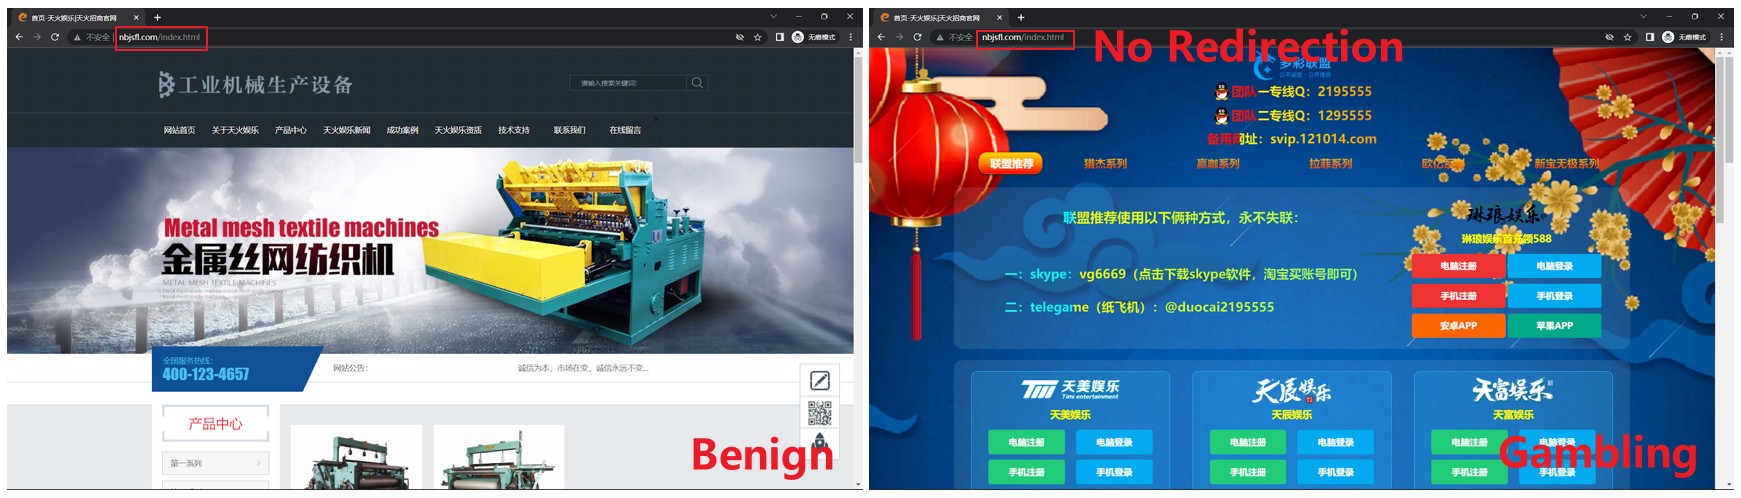 首页-天火娱乐|天火招商官网
不安全
nbjsfl.com/index.html
无痕模式
工业机械生产设备
请输入搜索关键词!
网站首页 关于天火娱乐 产品中心 天火娱乐新闻 成功案例 天火娱乐资质 技术支持 联系我们 在线留言
Metal mesh textile machines
金属丝网纺织机
METAL MESH TEXTILE MACHINES
全国服务热线:
400-123-4657
网站公告:
诚信为本，市场在变，诚信永远不变...
产品中心
第一系列
Benign
首页-天火娱乐|天火招商官网
不安全
nbjsfl.com/index.html
无痕模式
No Redirection
多彩联盟
团队一专线Q：2195555
团队二专线Q：1295555
备用网址：svip.121014.com
联盟推荐 猎杰系列 赢咖系列 拉菲系列 新宝无极系列
联盟推荐使用以下俩种方式，永不失联：
一：skype：vg6669（点击下载skype软件，淘宝买账号即可）
二：telegame（纸飞机）：@duocai2195555
琳琅娱乐
琳琅娱乐首充领588
电脑注册 电脑登录
手机注册 手机登录
安卓APP 苹果APP
天美娱乐
Timi entertainment
天美娱乐
电脑注册 电脑登录
手机注册 手机登录
天辰娱乐
天辰娱乐
电脑注册 电脑登录
手机注册 手机登录
天富娱乐
天富娱乐
电脑注册 电脑登录
手机注册 手机登录
Gambling